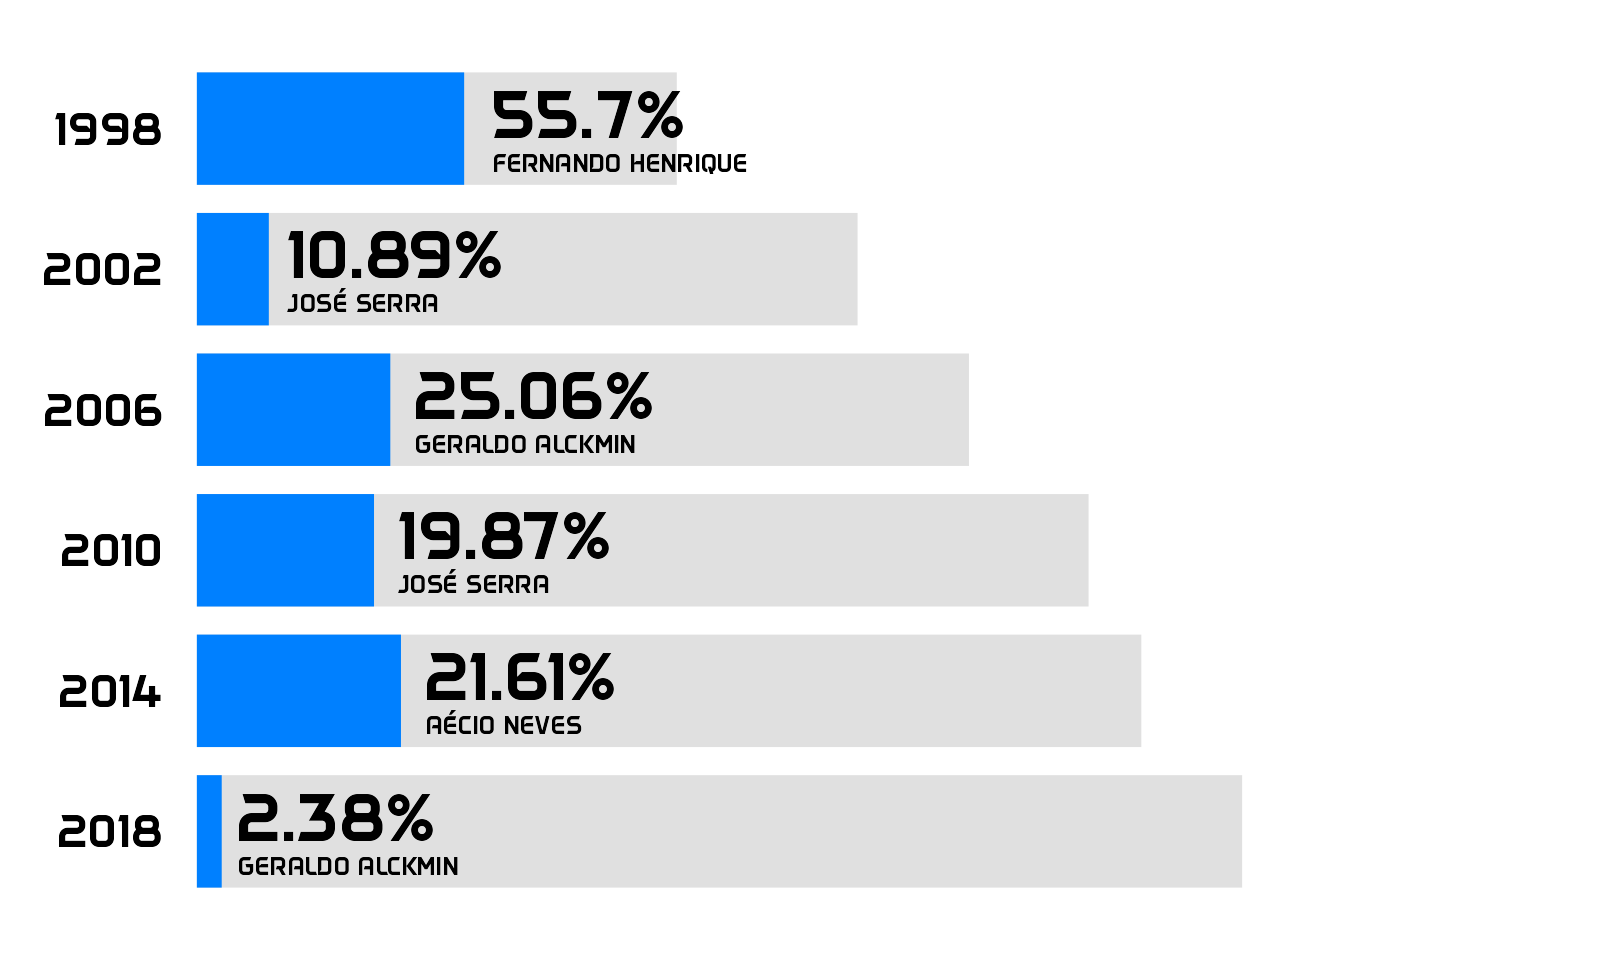 1998
55.7%
FERNANDO HENRIQUE
2002
10.89%
JOSÉ SERRA
2006
25.06%
GERALDO ALCKMIN
2010
19.87%
JOSÉ SERRA
2014
21.61%
AÉCIO NEVES
2018
2.38%
GERALDO ALCKMIN